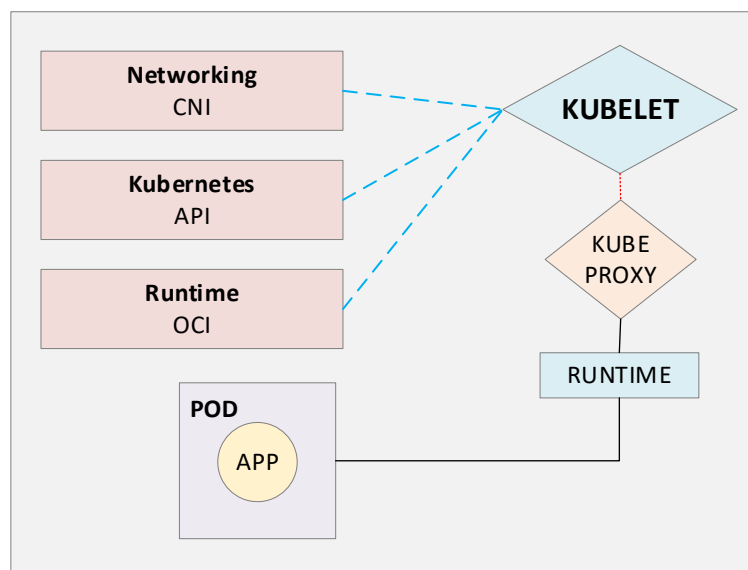 Networking
CNI
KUBELET
Kubernetes
API
KUBE
PROXY
Runtime
OCI
RUNTIME
POD
APP